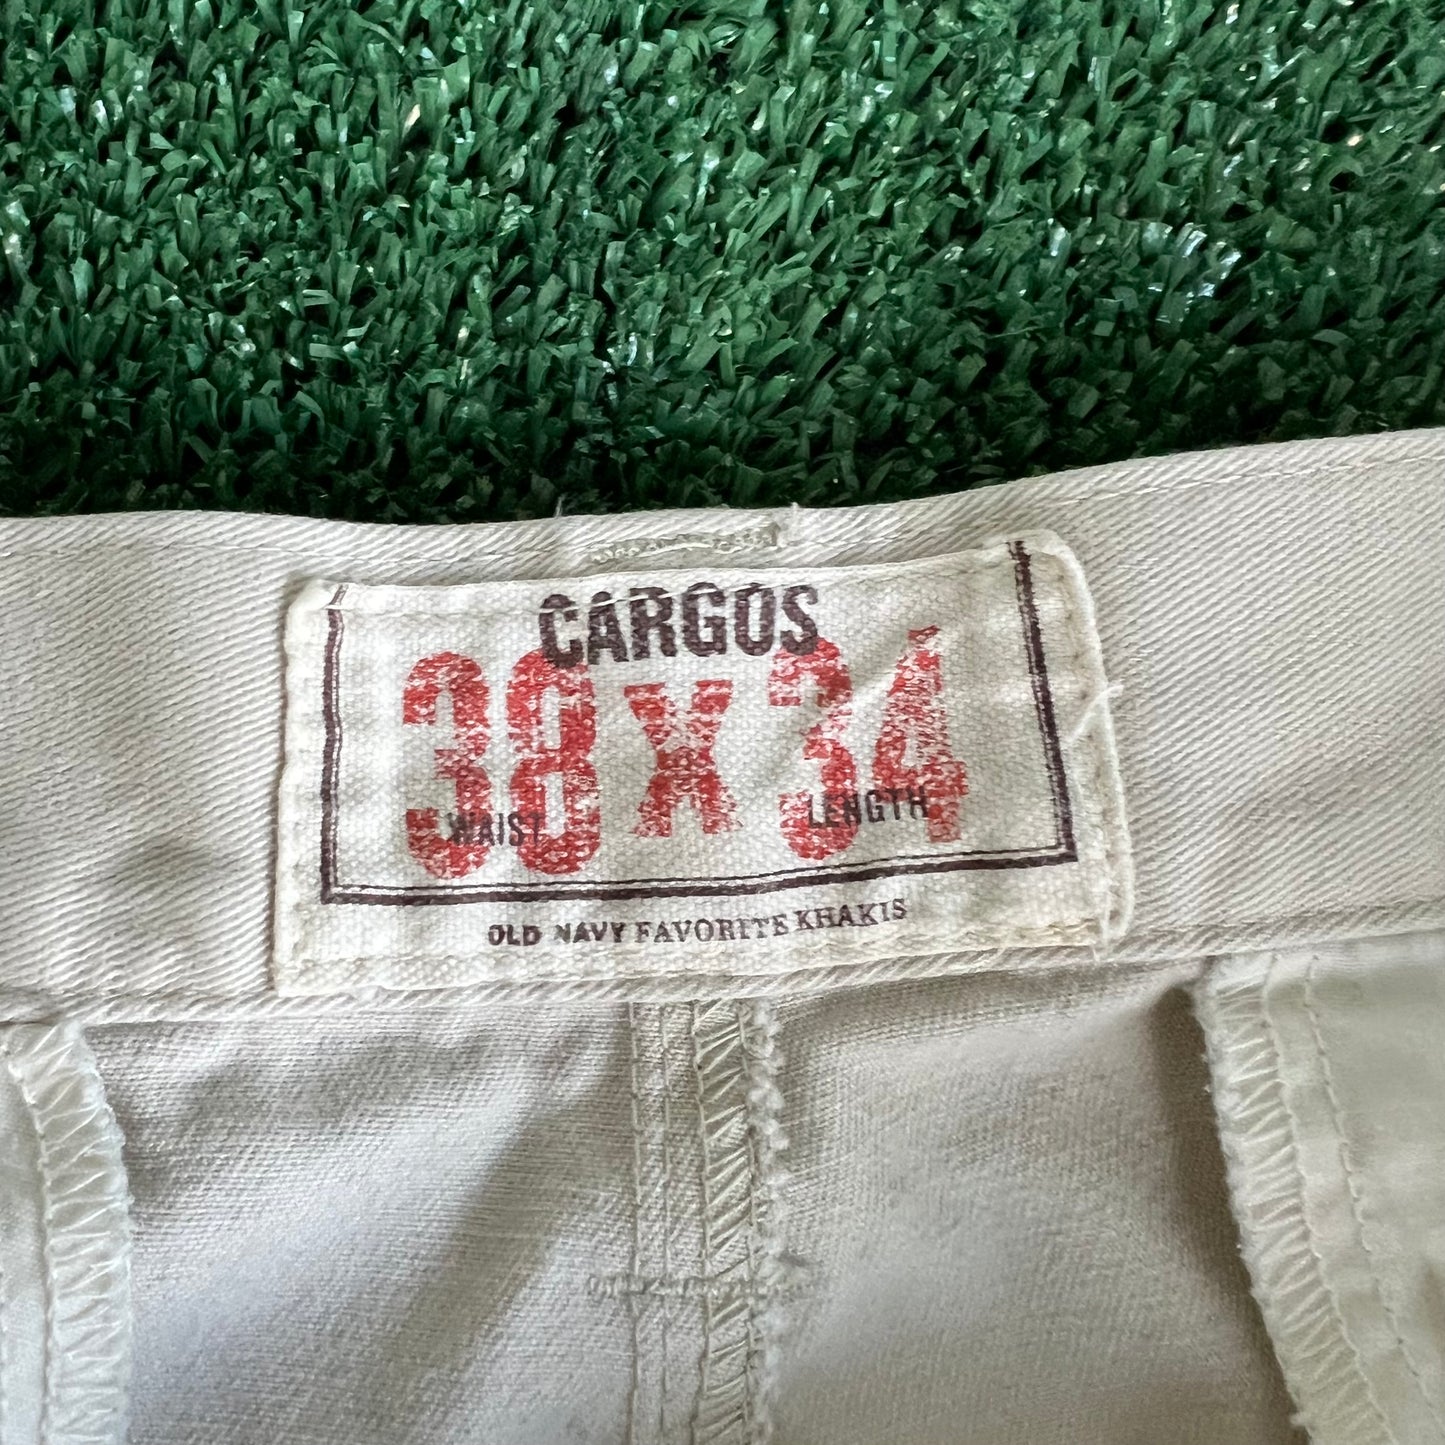 CARGOS
38 X 34
WAIST LENGTH
OLD NAVY FAVORITE KHAKIS